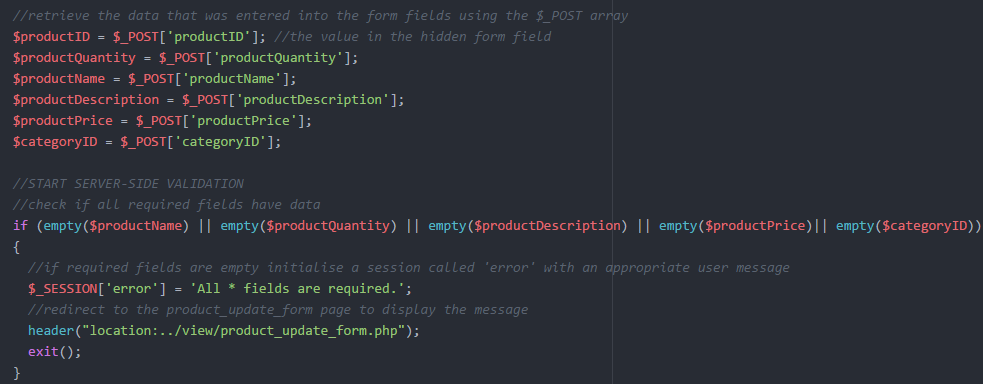 //retrieve the data that was entered into the form fields using the $_POST array
$productID = $_POST['productID']; //the value in the hidden form field
$productQuantity = $_POST['productQuantity'];
$productName = $_POST['productName'];
$productDescription = $_POST['productDescription'];
$productPrice = $_POST['productPrice'];
$categoryID = $_POST['categoryID'];

//START SERVER-SIDE VALIDATION
//check if all required fields have data
if (empty($productName) || empty($productQuantity) || empty($productDescription) || empty($productPrice)|| empty($categoryID))
{
  //if required fields are empty initialise a session called 'error' with an appropriate user message
  $_SESSION['error'] = 'All * fields are required.';
  //redirect to the product_update_form page to display the message
  header("location:../view/product_update_form.php");
  exit();
}